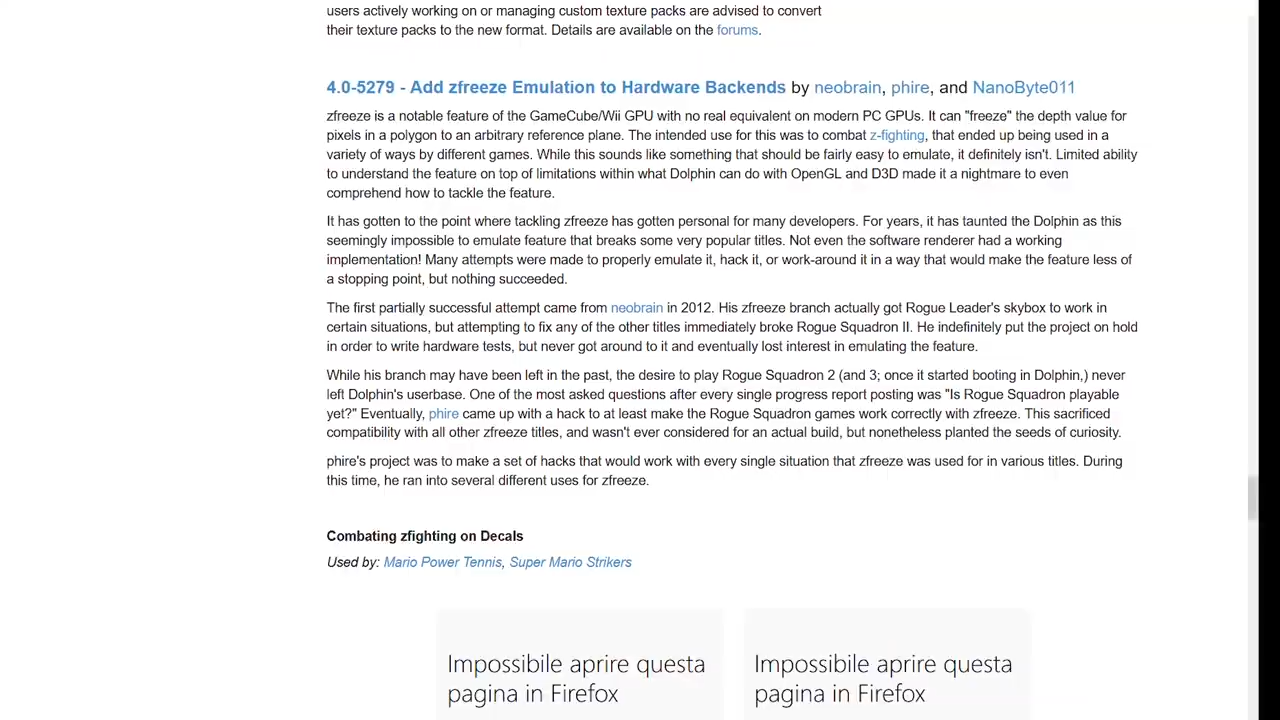 users actively working on or managing custom texture packs are advised to convert
their texture packs to the new format. Details are available on the forums.
4.0-5279 - Add zfreeze Emulation to Hardware Backends by neobrain, phire, and NanoByte011
zfreeze is a notable feature of the GameCube/Wii GPU with no real equivalent on modern PC GPUs. It can "freeze" the depth value for
pixels in a polygon to an arbitrary reference plane. The intended use for this was to combat z-fighting, that ended up being used in a
variety of ways by different games. While this sounds like something that should be fairly easy to emulate, it definitely isn't. Limited ability
to understand the feature on top of limitations within what Dolphin can do with OpenGL and D3D made it a nightmare to even
comprehend how to tackle the feature.
It has gotten to the point where tackling zfreeze has gotten personal for many developers. For years, it has taunted the Dolphin as this
seemingly impossible to emulate feature that breaks some very popular titles. Not even the software renderer had a working
implementation! Many attempts were made to properly emulate it, hack it, or work-around it in a way that would make the feature less of
a stopping point, but nothing succeeded.
The first partially successful attempt came from neobrain in 2012. His zfreeze branch actually got Rogue Leader's skybox to work in
certain situations, but attempting to fix any of the other titles immediately broke Rogue Squadron II. He indefinitely put the project on hold
in order to write hardware tests, but never got around to it and eventually lost interest in emulating the feature.
While his branch may have been left in the past, the desire to play Rogue Squadron 2 (and 3; once it started booting in Dolphin,) never
left Dolphin's userbase. One of the most asked questions after every single progress report posting was "Is Rogue Squadron playable
yet?" Eventually, phire came up with a hack to at least make the Rogue Squadron games work correctly with zfreeze. This sacrificed
compatibility with all other zfreeze titles, and wasn't ever considered for an actual build, but nonetheless planted the seeds of curiosity.
phire's project was to make a set of hacks that would work with every single situation that zfreeze was used for in various titles. During
this time, he ran into several different uses for zfreeze.
Combating zfighting on Decals
Used by: Mario Power Tennis, Super Mario Strikers
Impossibile aprire questa
pagina in Firefox
Impossibile aprire questa
pagina in Firefox